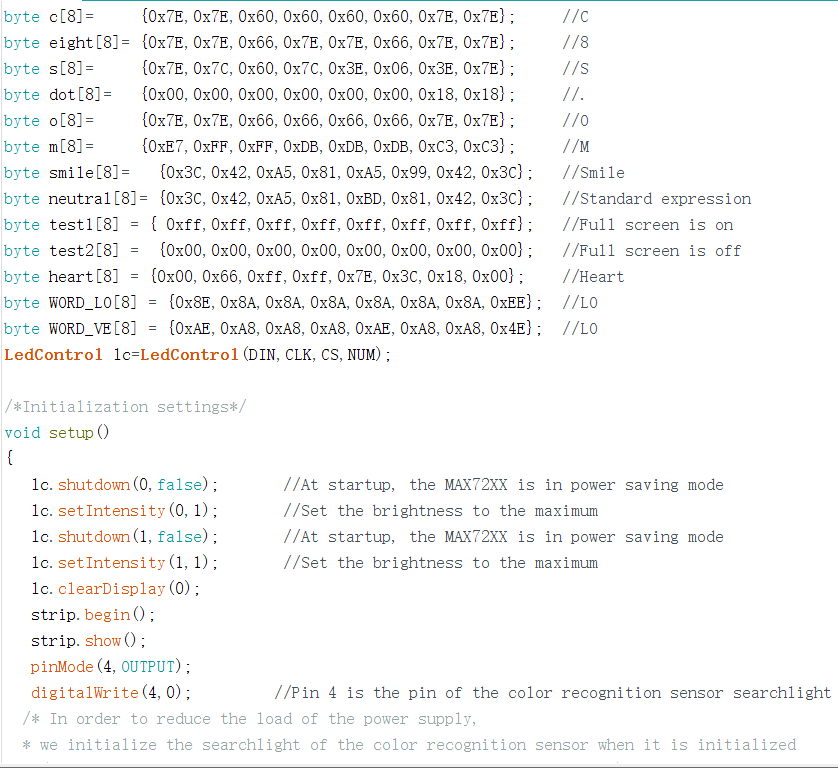 byte c[8]=     {0x7E,0x7E,0x60,0x60,0x60,0x60,0x7E,0x7E};     //C
byte eight[8]= {0x7E,0x7E,0x66,0x7E,0x7E,0x66,0x7E,0x7E};     //8
byte s[8]=     {0x7E,0x7C,0x60,0x7C,0x3E,0x06,0x3E,0x7E};     //S
byte dot[8]=   {0x00,0x00,0x00,0x00,0x00,0x00,0x18,0x18};     //.
byte o[8]=     {0x7E,0x7E,0x66,0x66,0x66,0x66,0x7E,0x7E};     //O
byte m[8]=     {0xE7,0xFF,0xFF,0xDB,0xDB,0xDB,0xC3,0xC3};     //M
byte smile[8]=   {0x3C,0x42,0xA5,0x81,0xA5,0x99,0x42,0x3C};   //Smile
byte neutral[8]= {0x3C,0x42,0xA5,0x81,0xBD,0x81,0x42,0x3C};   //Standard expression
byte test1[8] = { 0xff,0xff,0xff,0xff,0xff,0xff,0xff,0xff};   //Full screen is on
byte test2[8] =  {0x00,0x00,0x00,0x00,0x00,0x00,0x00,0x00};   //Full screen is off
byte heart[8] = {0x00,0x66,0xff,0xff,0x7E,0x3C,0x18,0x00};    //Heart
byte WORD_LO[8] = {0x8E,0x8A,0x8A,0x8A,0x8A,0x8A,0x8A,0xEE};  //LO
byte WORD_VE[8] = {0xAE,0xA8,0xA8,0xA8,0xAE,0xA8,0xA8,0x4E};  //LO
LedControl lc=LedControl(DIN,CLK,CS,NUM);
/*Initialization settings*/
void setup()
{
lc.shutdown(0,false);       //At startup, the MAX72XX is in power saving mode
lc.setIntensity(0,1);       //Set the brightness to the maximum
lc.shutdown(1,false);       //At startup, the MAX72XX is in power saving mode
lc.setIntensity(1,1);       //Set the brightness to the maximum
lc.clearDisplay(0);
strip.begin();
strip.show();
pinMode(4,OUTPUT);
digitalWrite(4,0);         //Pin 4 is the pin of the color recognition sensor searchlight
/* In order to reduce the load of the power supply,
* we initialize the searchlight of the color recognition sensor when it is initialized